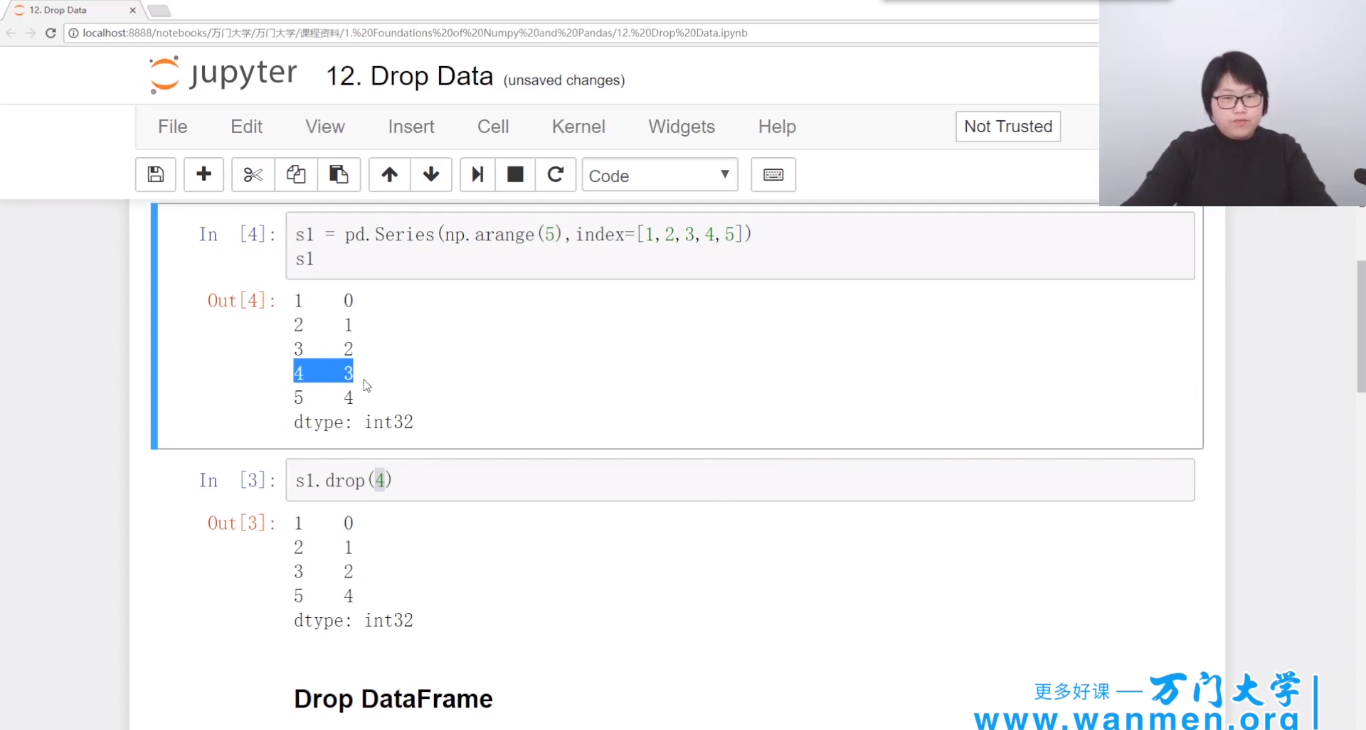 12. Drop Data
localhost:8888/notebooks/万门大学/万门大学/课程资料/1.%20Foundations%20of%20Numpy%20and%20Pandas/12.%20Drop%20Data.ipynb
jupyter 12. Drop Data (unsaved changes)
File Edit View Insert Cell Kernel Widgets Help Not Trusted
Code
In [4]: s1 = pd.Series(np.arange(5),index=[1,2,3,4,5])
s1
Out[4]: 1 0
2 1
3 2
4 3
5 4
dtype: int32
In [3]: s1.drop(4)
Out[3]: 1 0
2 1
3 2
5 4
dtype: int32
Drop DataFrame
更多好课 — 万门大学
www.wanmen.org